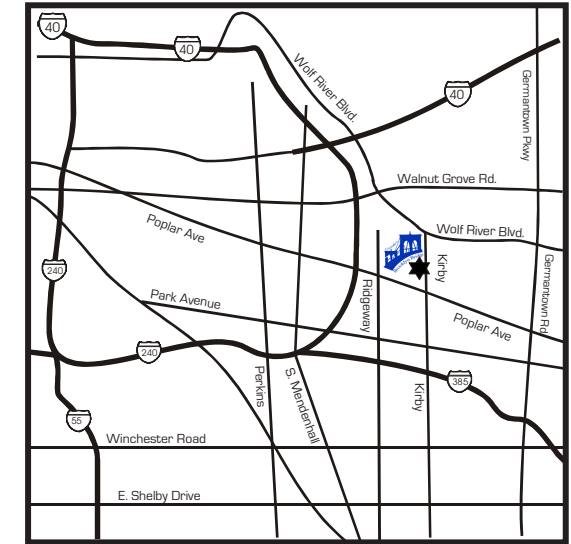 40
40
Wolf River Blvd.
40
Germantown Pkwy
Walnut Grove Rd.
Poplar Ave
Wolf River Blvd.
Kirby
Germantown Rd.
240
Park Avenue
Ridgeway
Poplar Ave
240
Perkins
S. Mendenhall
Kirby
385
55
Winchester Road
E. Shelby Drive